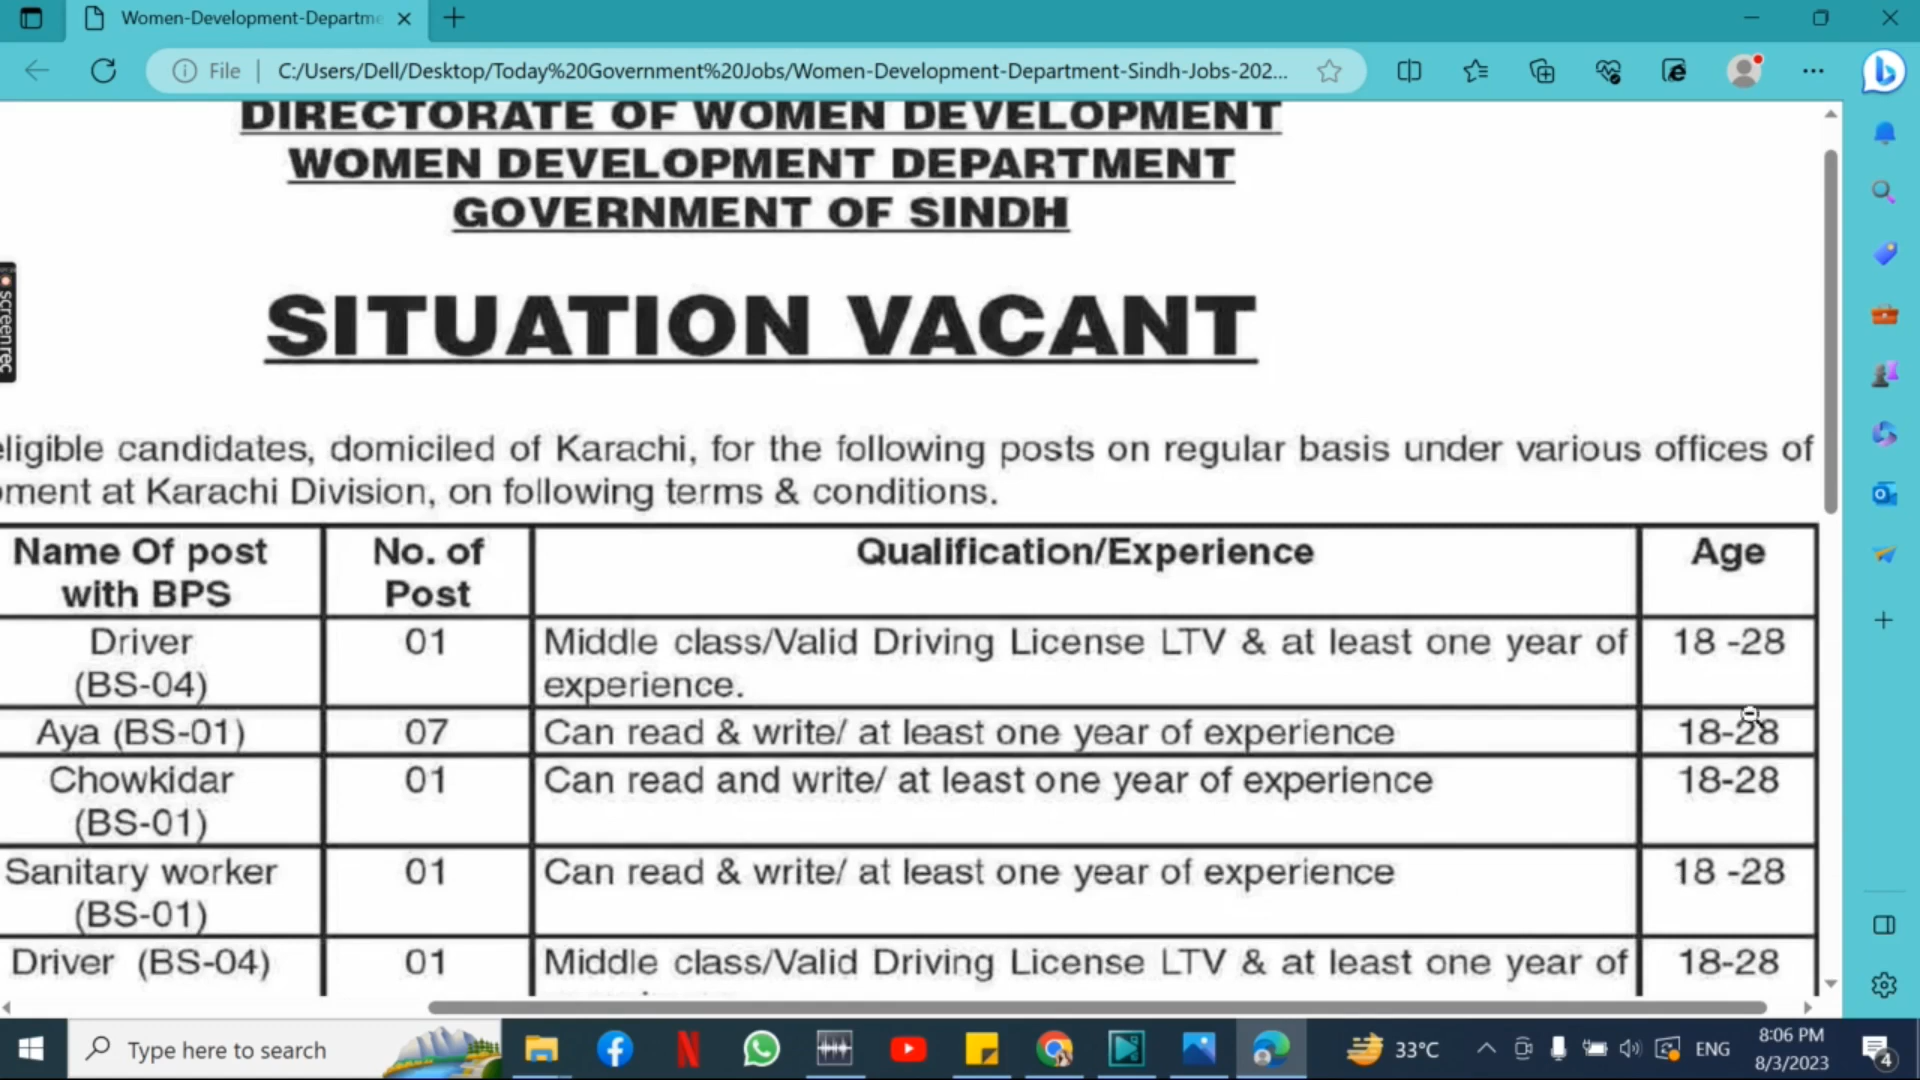 Women-Development-Departme
File
C:/Users/Dell/Desktop/Today%20Government%20Jobs/Women-Development-Department-Sindh-Jobs-202...
DIRECTORATE OF WOMEN DEVELOPMENT
WOMEN DEVELOPMENT DEPARTMENT
GOVERNMENT OF SINDH
SITUATION VACANT
screenrec
eligible candidates, domiciled of Karachi, for the following posts on regular basis under various offices of
oment at Karachi Division, on following terms & conditions.
Name Of post No. of Qualification/Experience Age
with BPS Post
Driver 01 Middle class/Valid Driving License LTV & at least one year of 18 -28
(BS-04) experience.
Aya (BS-01) 07 Can read & write/ at least one year of experience 18-28
Chowkidar 01 Can read and write/ at least one year of experience 18-28
(BS-01)
Sanitary worker 01 Can read & write/ at least one year of experience 18 -28
(BS-01)
Driver (BS-04) 01 Middle class/Valid Driving License LTV & at least one year of 18-28
Type here to search
33°C
ENG
8:06 PM
8/3/2023
4